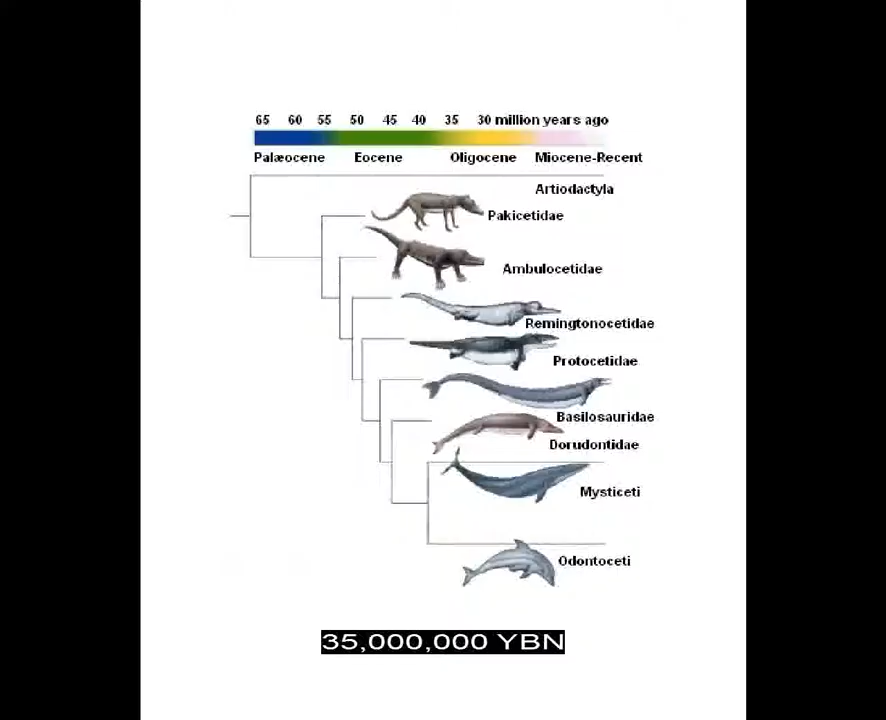 65 60 55 50 45 40 35 30 million years ago
Palæocene Eocene Oligocene Miocene-Recent
Artiodactyla
Pakicetidae
Ambulocetidae
Remingtonocetidae
Protocetidae
Basilosauridae
Dorudontidae
Mysticeti
Odontoceti
35,000,000 YBN